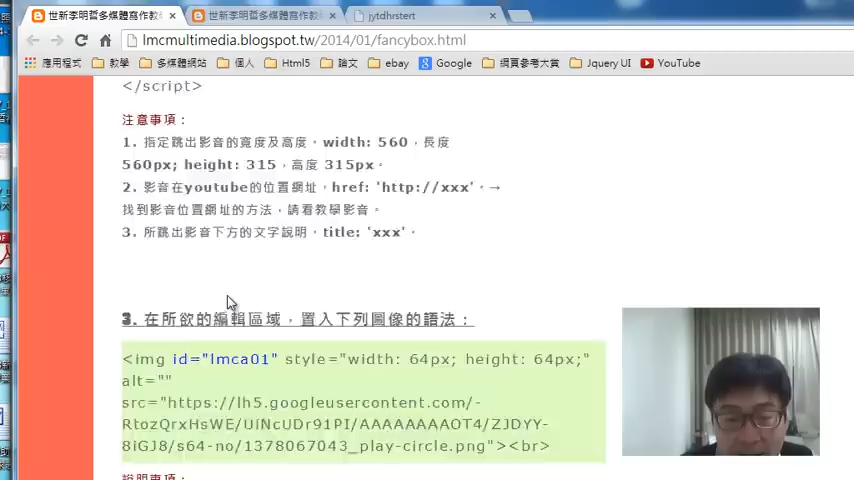 世新李明哲多媒體寫作教
世新李明哲多媒體寫作教學
jytdhrstert
lmcmultimedia.blogspot.tw/2014/01/fancybox.html
應用程式 教學 多媒體網站 個人 Html5 論文 ebay Google 網頁參考大賞 Jquery UI YouTube
</script>
注意事項：
1. 指定跳出影音的寬度及高度。width: 560，長度
560px; height: 315，高度 315px。
2. 影音在youtube的位置網址，href: 'http://xxx'。→
找到影音位置網址的方法，請看教學影音。
3. 所跳出影音下方的文字說明，title: 'xxx'。
3. 在所欲的編輯區域，置入下列圖像的語法：
<img id="lmca01" style="width: 64px; height: 64px;"
alt=""
src="https://lh5.googleusercontent.com/-
RtozQrxHsWE/UiNcUDr91PI/AAAAAAAAOT4/ZJDYY-
8iGJ8/s64-no/1378067043_play-circle.png"><br>
說明事項：